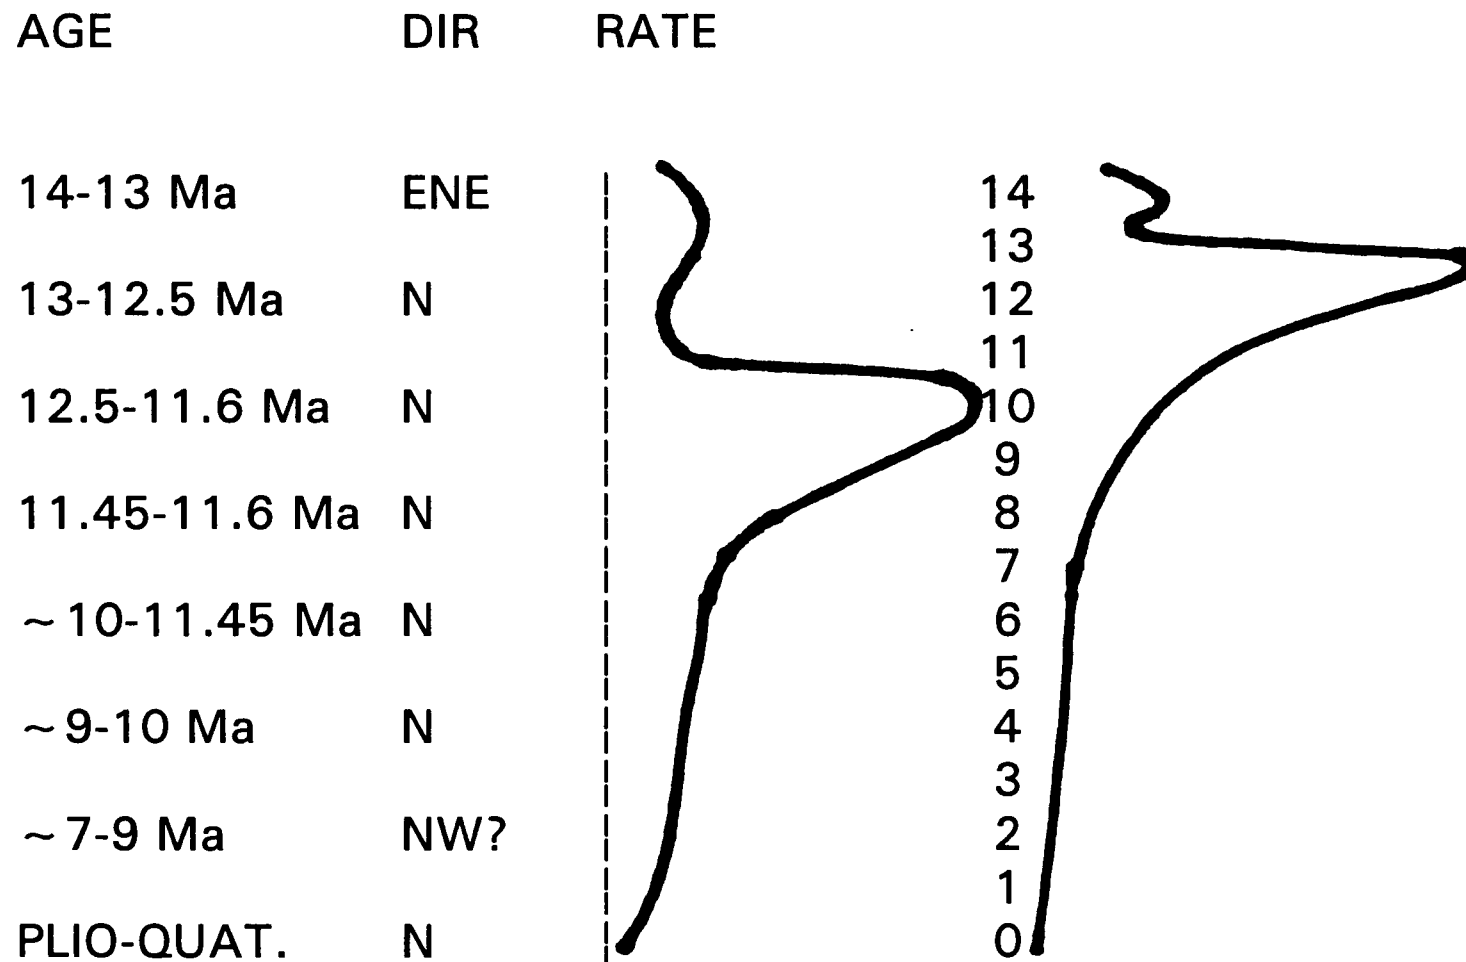 AGE DIR RATE
14-13 Ma ENE 14
13
13-12.5 Ma N 12
11
12.5-11.6 Ma N 10
9
11.45-11.6 Ma N 8
7
~10-11.45 Ma N 6
5
~9-10 Ma N 4
3
~7-9 Ma NW? 2
1
PLIO-QUAT. N 0